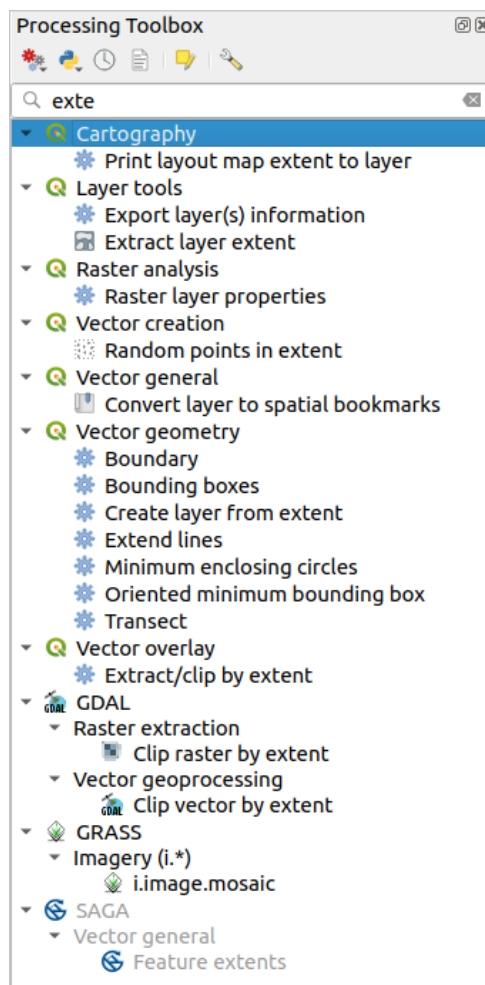 Processing Toolbox
exte
Cartography
Print layout map extent to layer
Layer tools
Export layer(s) information
Extract layer extent
Raster analysis
Raster layer properties
Vector creation
Random points in extent
Vector general
Convert layer to spatial bookmarks
Vector geometry
Boundary
Bounding boxes
Create layer from extent
Extend lines
Minimum enclosing circles
Oriented minimum bounding box
Transect
Vector overlay
Extract/clip by extent
GDAL GDAL
Raster extraction
Clip raster by extent
Vector geoprocessing
GDAL Clip vector by extent
GRASS
Imagery (i.*)
i.image.mosaic
SAGA
Vector general
Feature extents